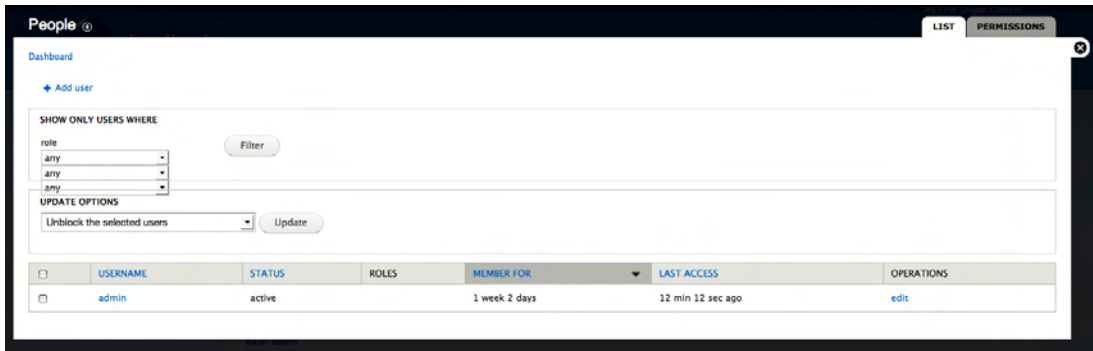 People
LIST
PERMISSIONS
Dashboard
Add user
SHOW ONLY USERS WHERE
role
any
Filter
any
any
UPDATE OPTIONS
Unblock the selected users
Update
USERNAME STATUS ROLES MEMBER FOR LAST ACCESS OPERATIONS
admin active 1 week 2 days 12 min 12 sec ago edit